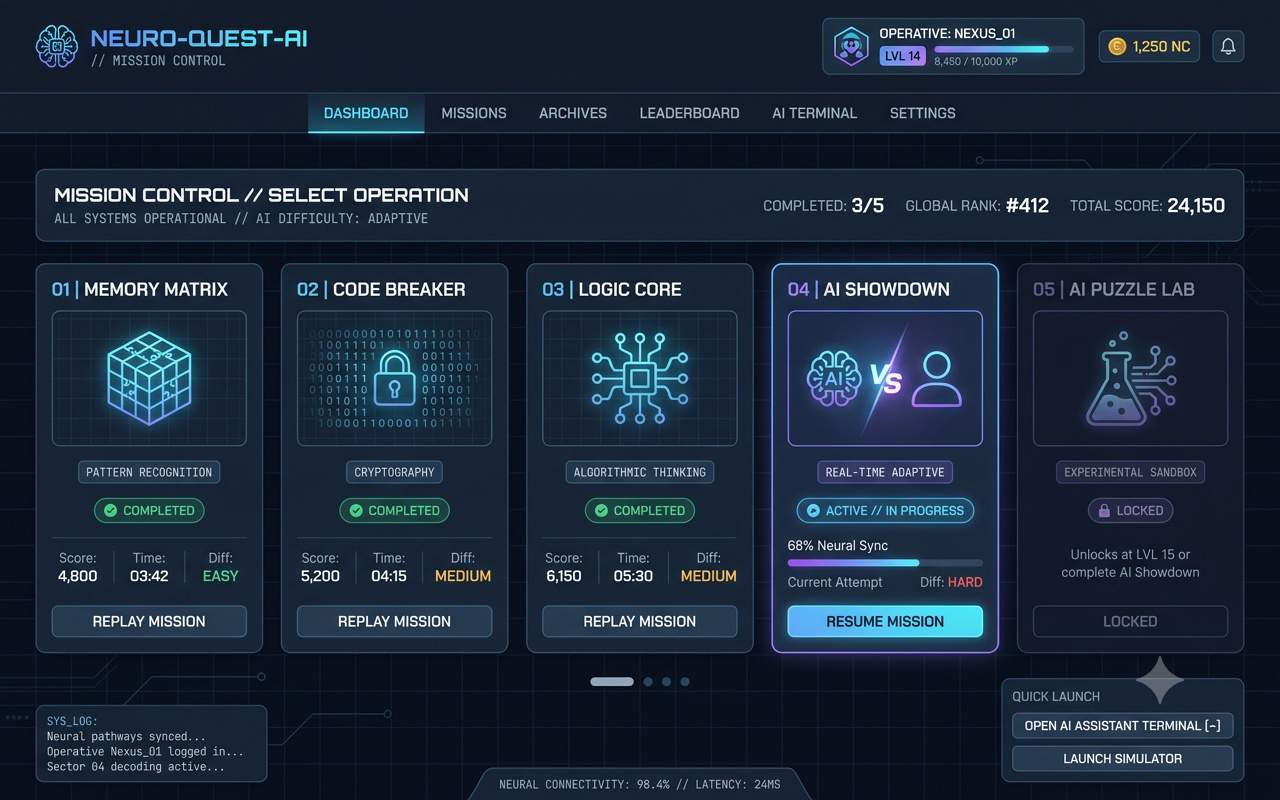 NEURO-QUEST-AI
// MISSION CONTROL
OPERATIVE: NEXUS_01
LVL 14
8,450 / 10,000 XP
1,250 NC
DASHBOARD MISSIONS ARCHIVES LEADERBOARD AI TERMINAL SETTINGS
MISSION CONTROL // SELECT OPERATION
ALL SYSTEMS OPERATIONAL // AI DIFFICULTY: ADAPTIVE
COMPLETED: 3/5 GLOBAL RANK: #412 TOTAL SCORE: 24,150
01 | MEMORY MATRIX
PATTERN RECOGNITION
COMPLETED
Score: Time: Diff:
4,800 03:42 EASY
REPLAY MISSION
02 | CODE BREAKER
CRYPTOGRAPHY
COMPLETED
Score: Time: Diff:
5,200 04:15 MEDIUM
REPLAY MISSION
03 | LOGIC CORE
ALGORITHMIC THINKING
COMPLETED
Score: Time: Diff:
6,150 05:30 MEDIUM
REPLAY MISSION
04 | AI SHOWDOWN
AI VS
REAL-TIME ADAPTIVE
ACTIVE // IN PROGRESS
68% Neural Sync
Current Attempt Diff: HARD
RESUME MISSION
05 | AI PUZZLE LAB
EXPERIMENTAL SANDBOX
LOCKED
Unlocks at LVL 15 or
complete AI Showdown
LOCKED
SYS_LOG:
Neural pathways synced...
Operative Nexus_01 logged in...
Sector 04 decoding active...
NEURAL CONNECTIVITY: 98.4% // LATENCY: 24MS
QUICK LAUNCH
OPEN AI ASSISTANT TERMINAL [~]
LAUNCH SIMULATOR